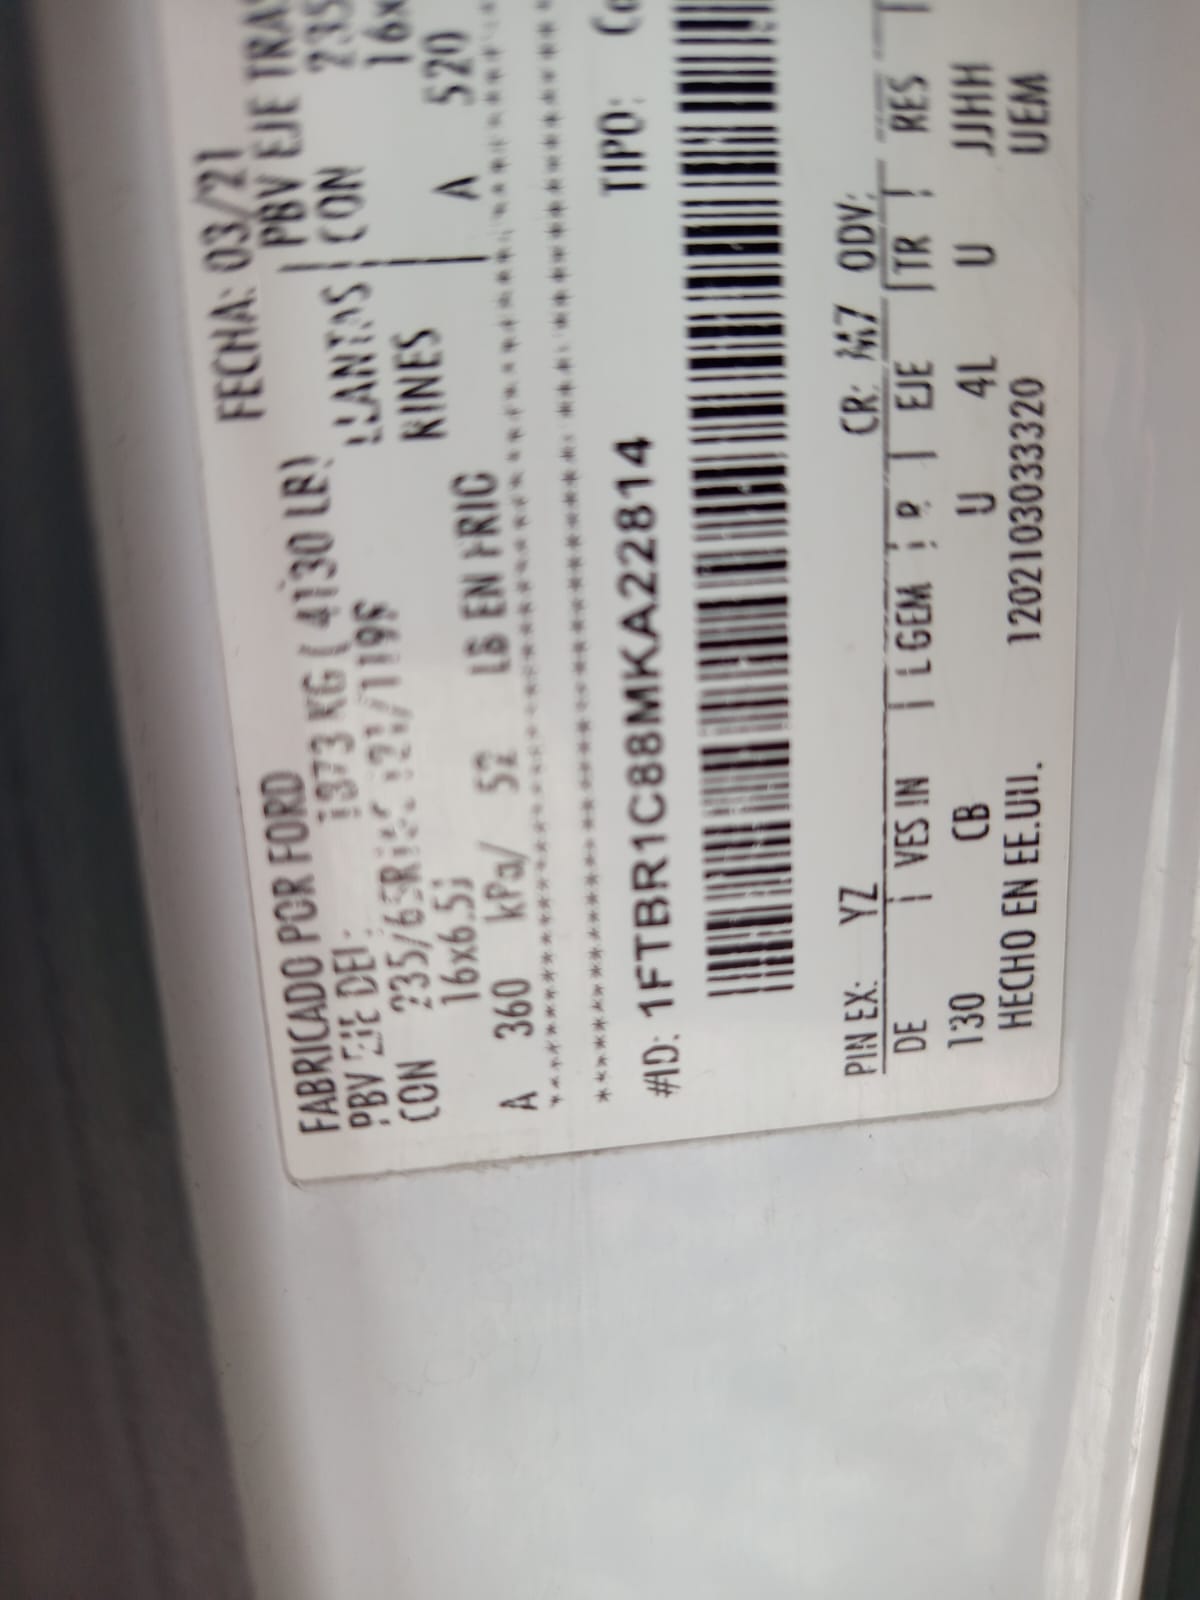 FABRICADO POR FORD FECHA: 03/21
PBV EJE DEL: KG ( 4130 LB) PBV EJE TRAS
CON 235/65R16C 121/119R LLANTAS CON 235
16x6.5J RINES 16x
A 360 kPa/ 52 LB EN FRIO A 520
#ID: 1FTBR1C88MKA22814 TIPO:
PIN EX: YZ CR: M7 ODV:
DE VES IN LGEM P EJE TR RES
130 CB U 4L U JJHH
HECHO EN EE.UU. 1202103033320 UEM